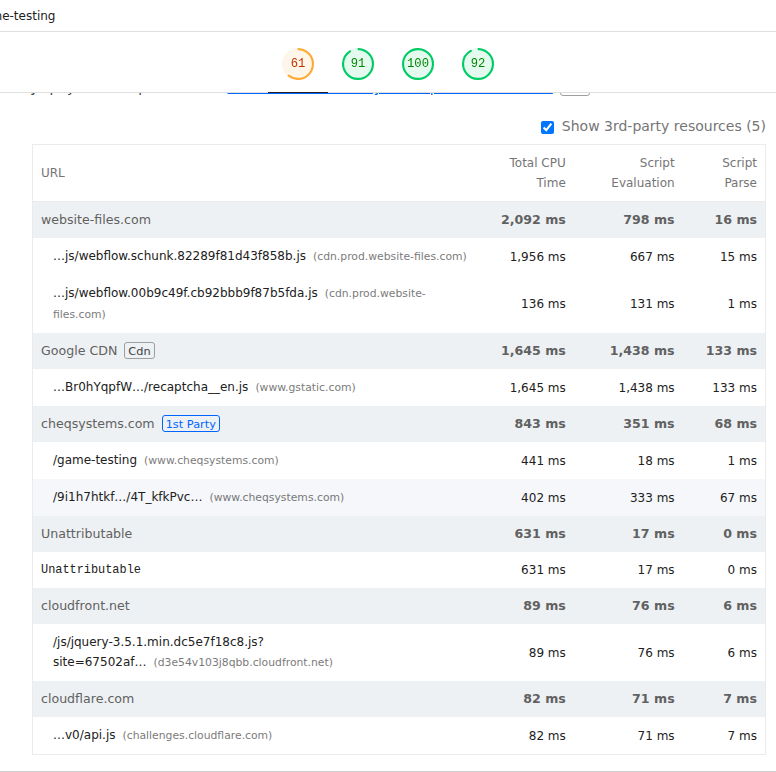 ne-testing
61 91 100 92
Show 3rd-party resources (5)
URL Total CPU Time Script Evaluation Script Parse
website-files.com 2,092 ms 798 ms 16 ms
…js/webflow.schunk.82289f81d43f858b.js (cdn.prod.website-files.com) 1,956 ms 667 ms 15 ms
…js/webflow.00b9c49f.cb92bbb9f87b5fda.js (cdn.prod.website-
files.com) 136 ms 131 ms 1 ms
Google CDN Cdn 1,645 ms 1,438 ms 133 ms
…Br0hYqpfW…/recaptcha__en.js (www.gstatic.com) 1,645 ms 1,438 ms 133 ms
cheqsystems.com 1st Party 843 ms 351 ms 68 ms
/game-testing (www.cheqsystems.com) 441 ms 18 ms 1 ms
/9i1h7htkf…/4T_kfkPvc… (www.cheqsystems.com) 402 ms 333 ms 67 ms
Unattributable 631 ms 17 ms 0 ms
Unattributable 631 ms 17 ms 0 ms
cloudfront.net 89 ms 76 ms 6 ms
/js/jquery-3.5.1.min.dc5e7f18c8.js?
site=67502af… (d3e54v103j8qbb.cloudfront.net) 89 ms 76 ms 6 ms
cloudflare.com 82 ms 71 ms 7 ms
…v0/api.js (challenges.cloudflare.com) 82 ms 71 ms 7 ms